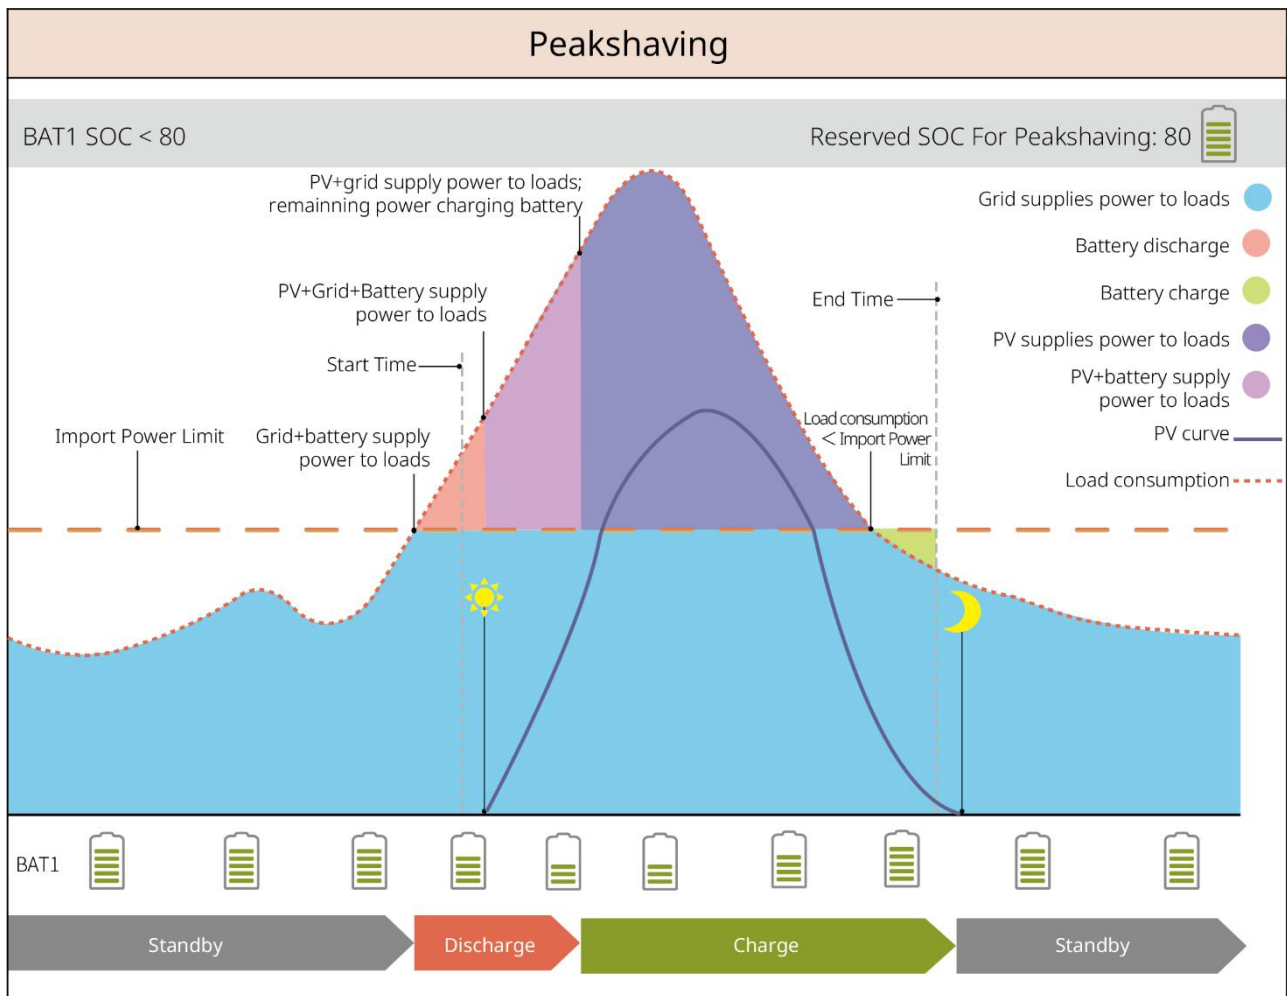 Peakshaving
BAT1 SOC < 80
Reserved SOC For Peakshaving: 80
PV+grid supply power to loads;
remainning power charging battery
Grid supplies power to loads
Battery discharge
PV+Grid+Battery supply
power to loads
End Time
Battery charge
Start Time
PV supplies power to loads
PV+battery supply
power to loads
Import Power Limit
Grid+battery supply
power to loads
Load consumption
< Import Power
Limit
PV curve
Load consumption
BAT1
Standby
Discharge
Charge
Standby